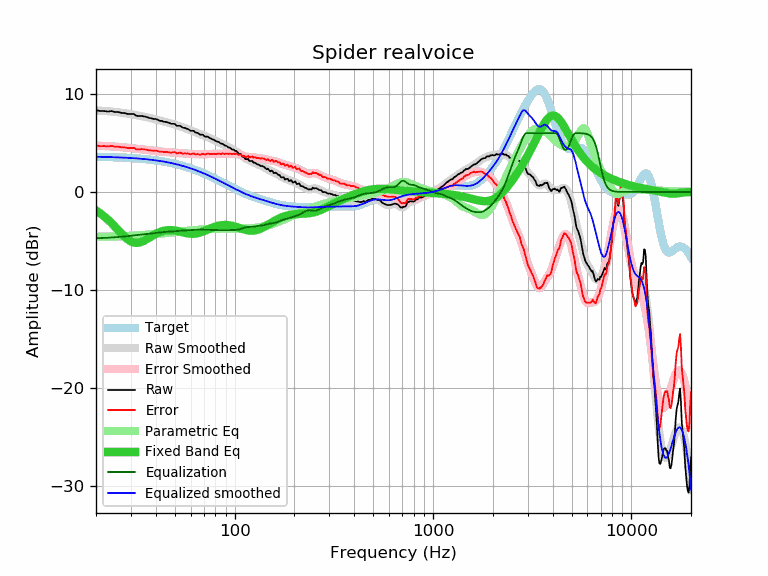 Spider realvoice
Amplitude (dBr)
10
0
−10
−20
−30
Target
Raw Smoothed
Error Smoothed
Raw
Error
Parametric Eq
Fixed Band Eq
Equalization
Equalized smoothed
100 1000 10000
Frequency (Hz)